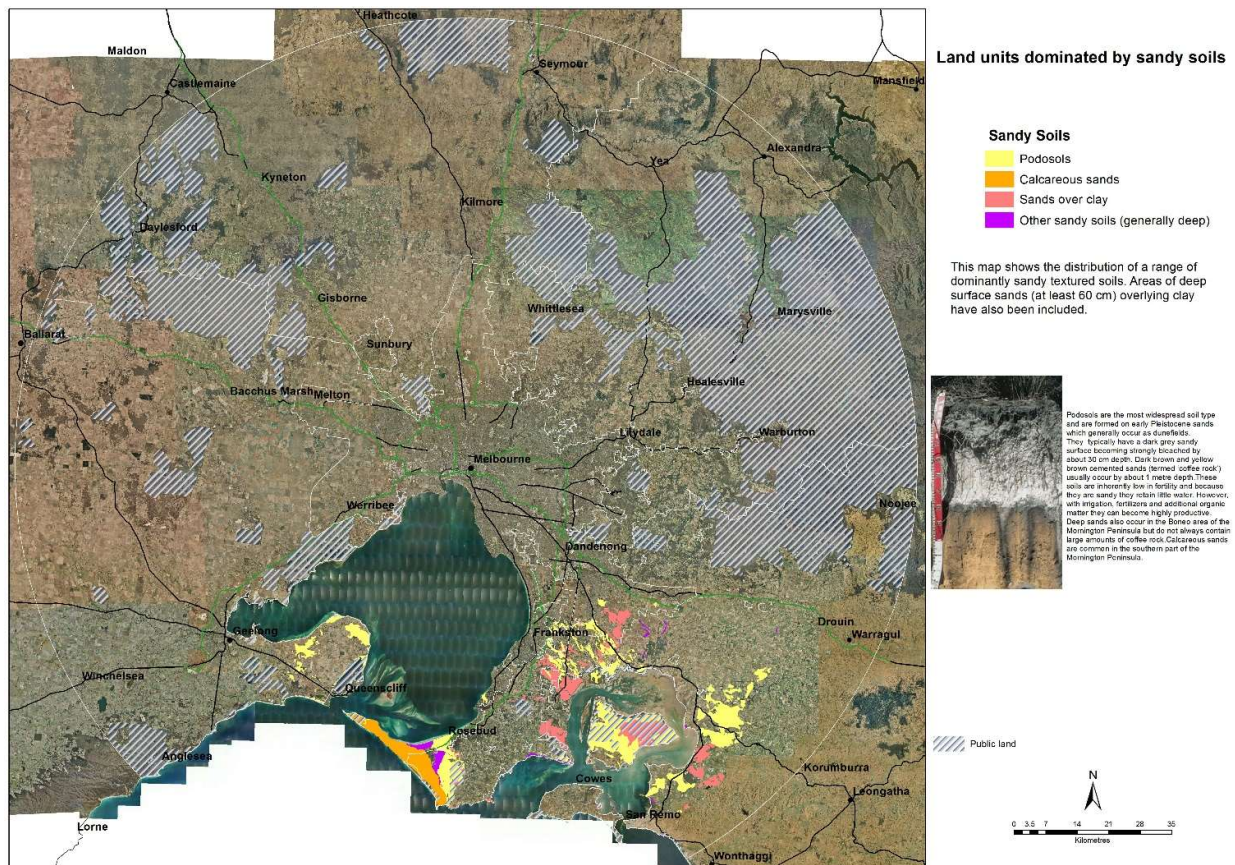 Heathcote
Maldon
Castlemaine
Seymour
Mansfield
Kyneton
Yea
Alexandra
Kilmore
Daylesford
Gisborne
Whittlesea
Marysville
Ballarat
Sunbury
Bacchus Marsh
Melton
Healesville
Lilydale
Warburton
Melbourne
Werribee
Noojee
Dandenong
Geelong
Frankston
Drouin
Warragul
Winchelsea
Queenscliff
Rosebud
Anglesea
Cowes
Korumburra
Leongatha
San Remo
Lorne
Wonthaggi
Land units dominated by sandy soils
Sandy Soils
Podosols
Calcareous sands
Sands over clay
Other sandy soils (generally deep)
This map shows the distribution of a range of
dominantly sandy textured soils. Areas of deep
surface sands (at least 60 cm) overlying clay
have also been included.
Podosols are the most widespread soil type
and are formed on early Pleistocene sands
which generally occur as dunefields.
They typically have a dark grey sandy
surface becoming strongly bleached by
about 30 cm depth. Dark brown and yellow
brown cemented sands (termed 'coffee rock')
usually occur by about 1 metre depth.These
soils are inherently low in fertility and because
they are sandy they retain little water. However,
with irrigation, fertilizers and additional organic
matter they can become highly productive.
Deep sands also occur in the Boneo area of the
Mornington Peninsula but do not always contain
large amounts of coffee rock.Calcareous sands
are common in the southern part of the
Mornington Peninsula.
Public land
N
0 3.5 7 14 21 28 35
Kilometres